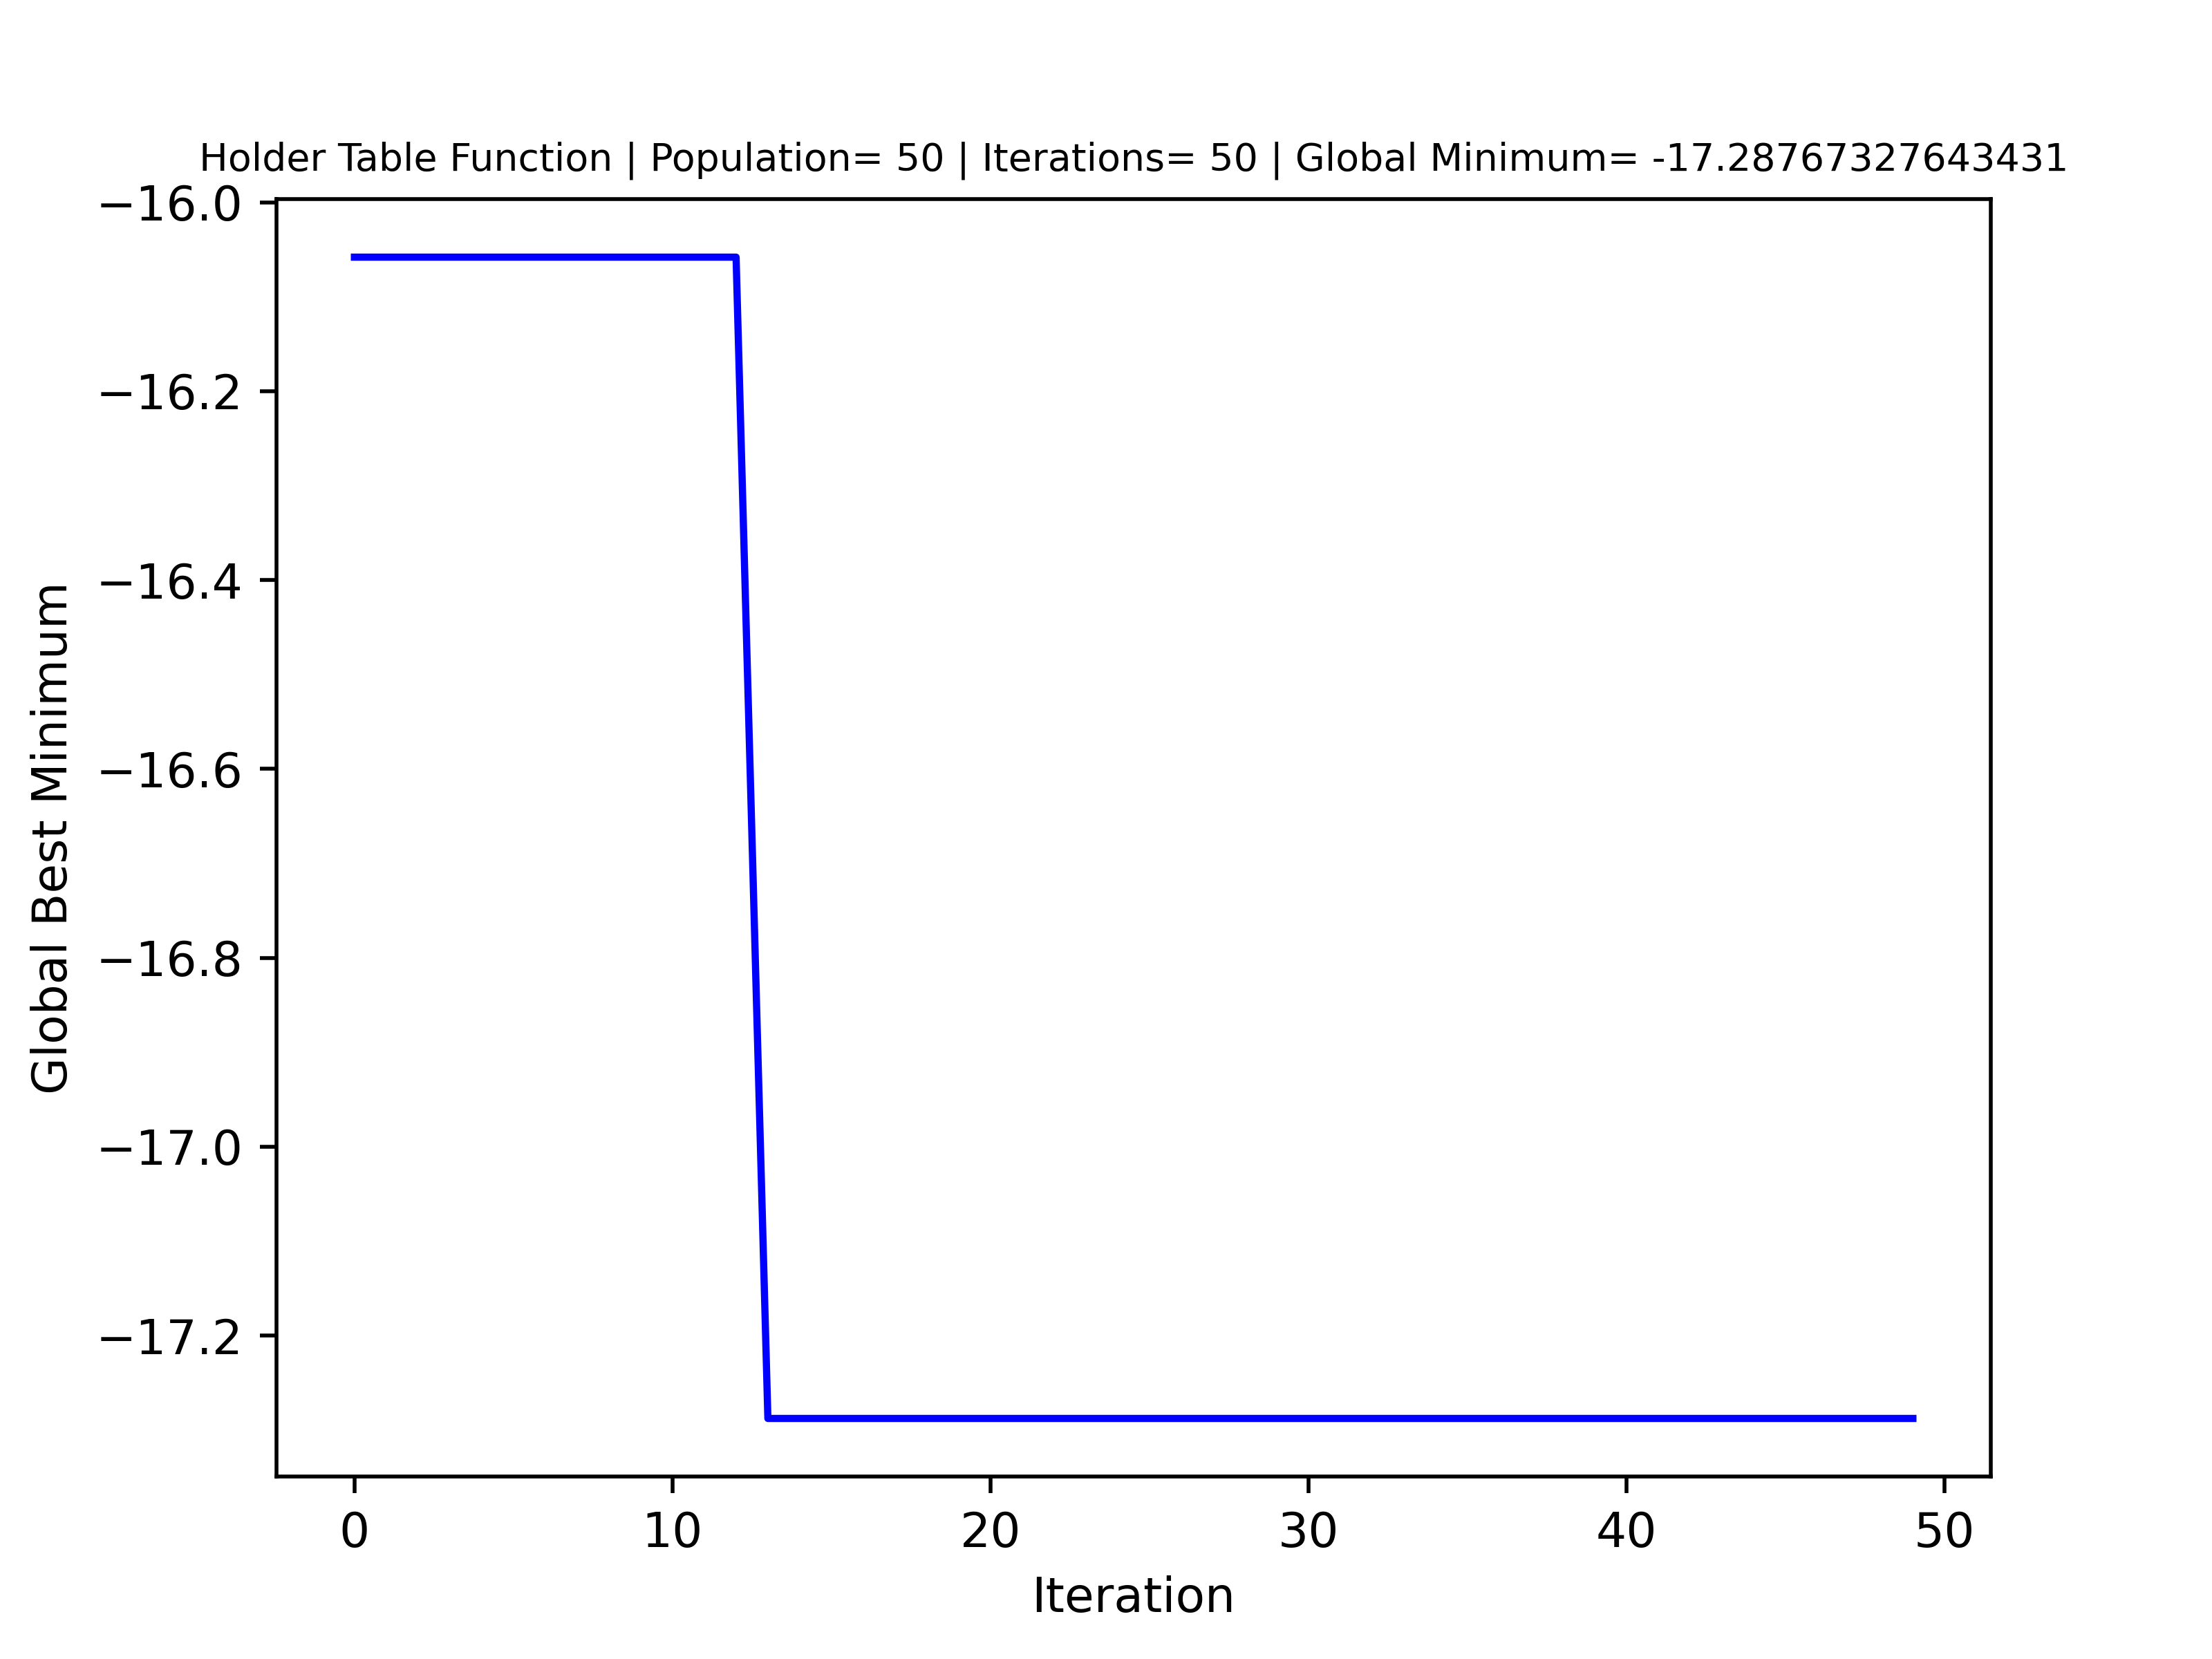 Holder Table Function | Population= 50 | Iterations= 50 | Global Minimum= -17.28767327643431
−16.0
−16.2
−16.4
−16.6
−16.8
−17.0
−17.2
Global Best Minimum
0 10 20 30 40 50
Iteration